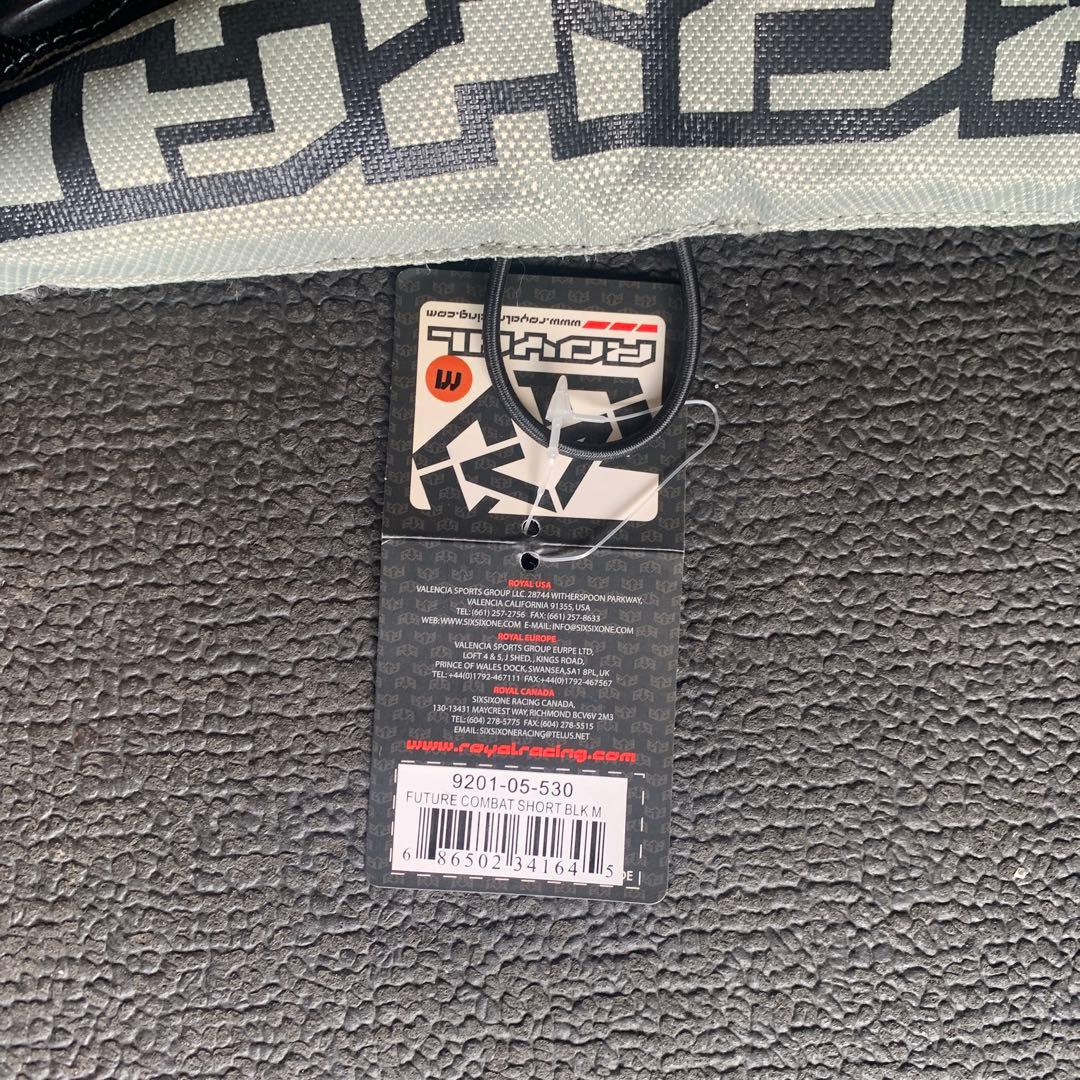 www.royalracing.com
ROYAL
M
ROYAL USA
VALENCIA SPORTS GROUP LLC. 28744 WITHERSPOON PARKWAY,
VALENCIA CALIFORNIA 91355, USA
TEL: (661) 257-2756 FAX: (661) 257-8633
WEB: WWW.SIXSIXONE.COM E-MAIL: INFO@SIXSIXONE.COM
ROYAL EUROPE
VALENCIA SPORTS GROUP EURPE LTD,
LOFT 4 & 5, J SHED, , KINGS ROAD,
PRINCE OF WALES DOCK, SWANSEA,SA1 8PL, UK
TEL: +44(0)1792-467111 FAX:+44(0)1792-467567
ROYAL CANADA
SIXSIXONE RACING CANADA,
130-13431 MAYCREST WAY, RICHMOND BCV6V 2M3
TEL: (604) 278-5775 FAX: (604) 278-5515
EMAIL: SIXSIXONERACING@TELUS.NET
www.royalracing.com
9201-05-530
FUTURE COMBAT SHORT BLK M
6 86502 34164 5
DE